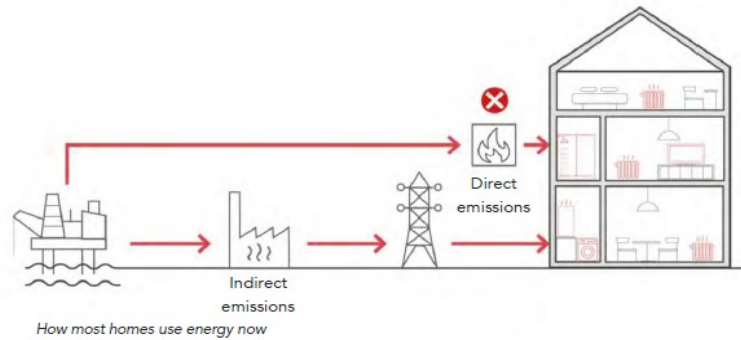 Direct
emissions
Indirect
emissions
How most homes use energy now